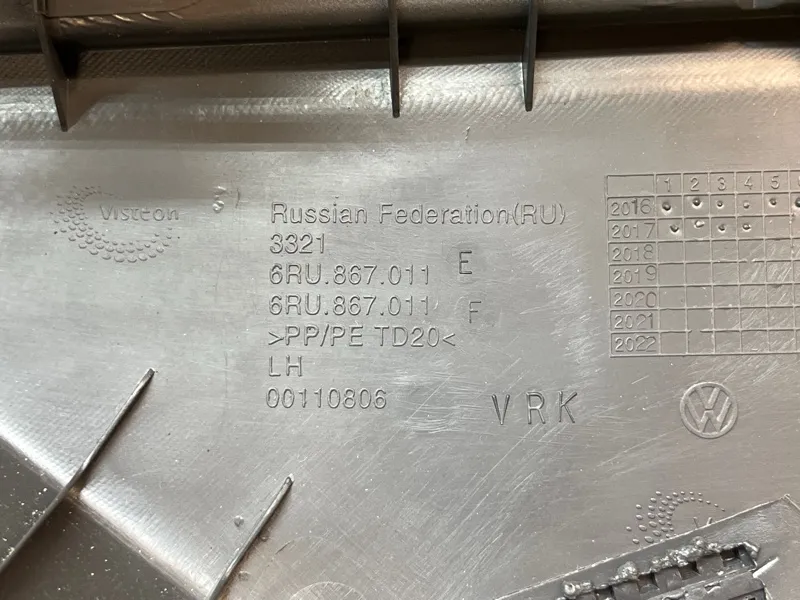 Visteon
Russian Federation(RU)
3321
6RU.867.011 E
6RU.867.011 F
>PP/PE TD20<
LH
00110806
VRK
1 2 3 4 5
2016
2017
2018
2019
2020
2021
2022
VW